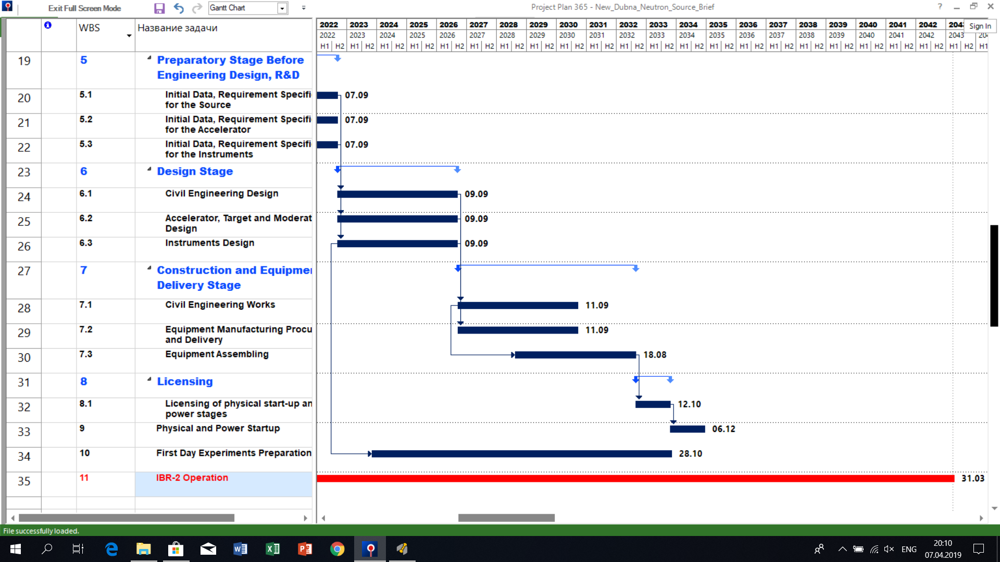 Exit Full Screen Mode
Gantt Chart
Project Plan 365 - New_Dubna_Neutron_Source_Brief
Sign In
WBS
Название задачи
2022 2023 2024 2025 2026 2027 2028 2029 2030 2031 2032 2033 2034 2035 2036 2037 2038 2039 2040 2041 2042
2022 2023 2024 2025 2026 2027 2028 2029 2030 2031 2032 2033 2034 2035 2036 2037 2038 2039 2040 2041 2042 2043
H1 H2 H1 H2 H1 H2 H1 H2 H1 H2 H1 H2 H1 H2 H1 H2 H1 H2 H1 H2 H1 H2 H1 H2 H1 H2 H1 H2 H1 H2 H1 H2 H1 H2 H1 H2 H1 H2 H1 H2 H1 H2 H1 H2 H1
19 5 Preparatory Stage Before
Engineering Design, R&D
20 5.1 Initial Data, Requirement Specifi 07.09
for the Source
21 5.2 Initial Data, Requirement Specifi 07.09
for the Accelerator
22 5.3 Initial Data, Requirement Specifi 07.09
for the Instruments
23 6 Design Stage
24 6.1 Civil Engineering Design 09.09
25 6.2 Accelerator, Target and Moderat 09.09
Design
26 6.3 Instruments Design 09.09
27 7 Construction and Equipme
Delivery Stage
28 7.1 Civil Engineering Works 11.09
29 7.2 Equipment Manufacturing Procu 11.09
and Delivery
30 7.3 Equipment Assembling 18.08
31 8 Licensing
32 8.1 Licensing of physical start-up an 12.10
power stages
33 9 Physical and Power Startup 06.12
34 10 First Day Experiments Preparation 28.10
35 11 IBR-2 Operation 31.03
File successfully loaded.
ENG
20:10
07.04.2019